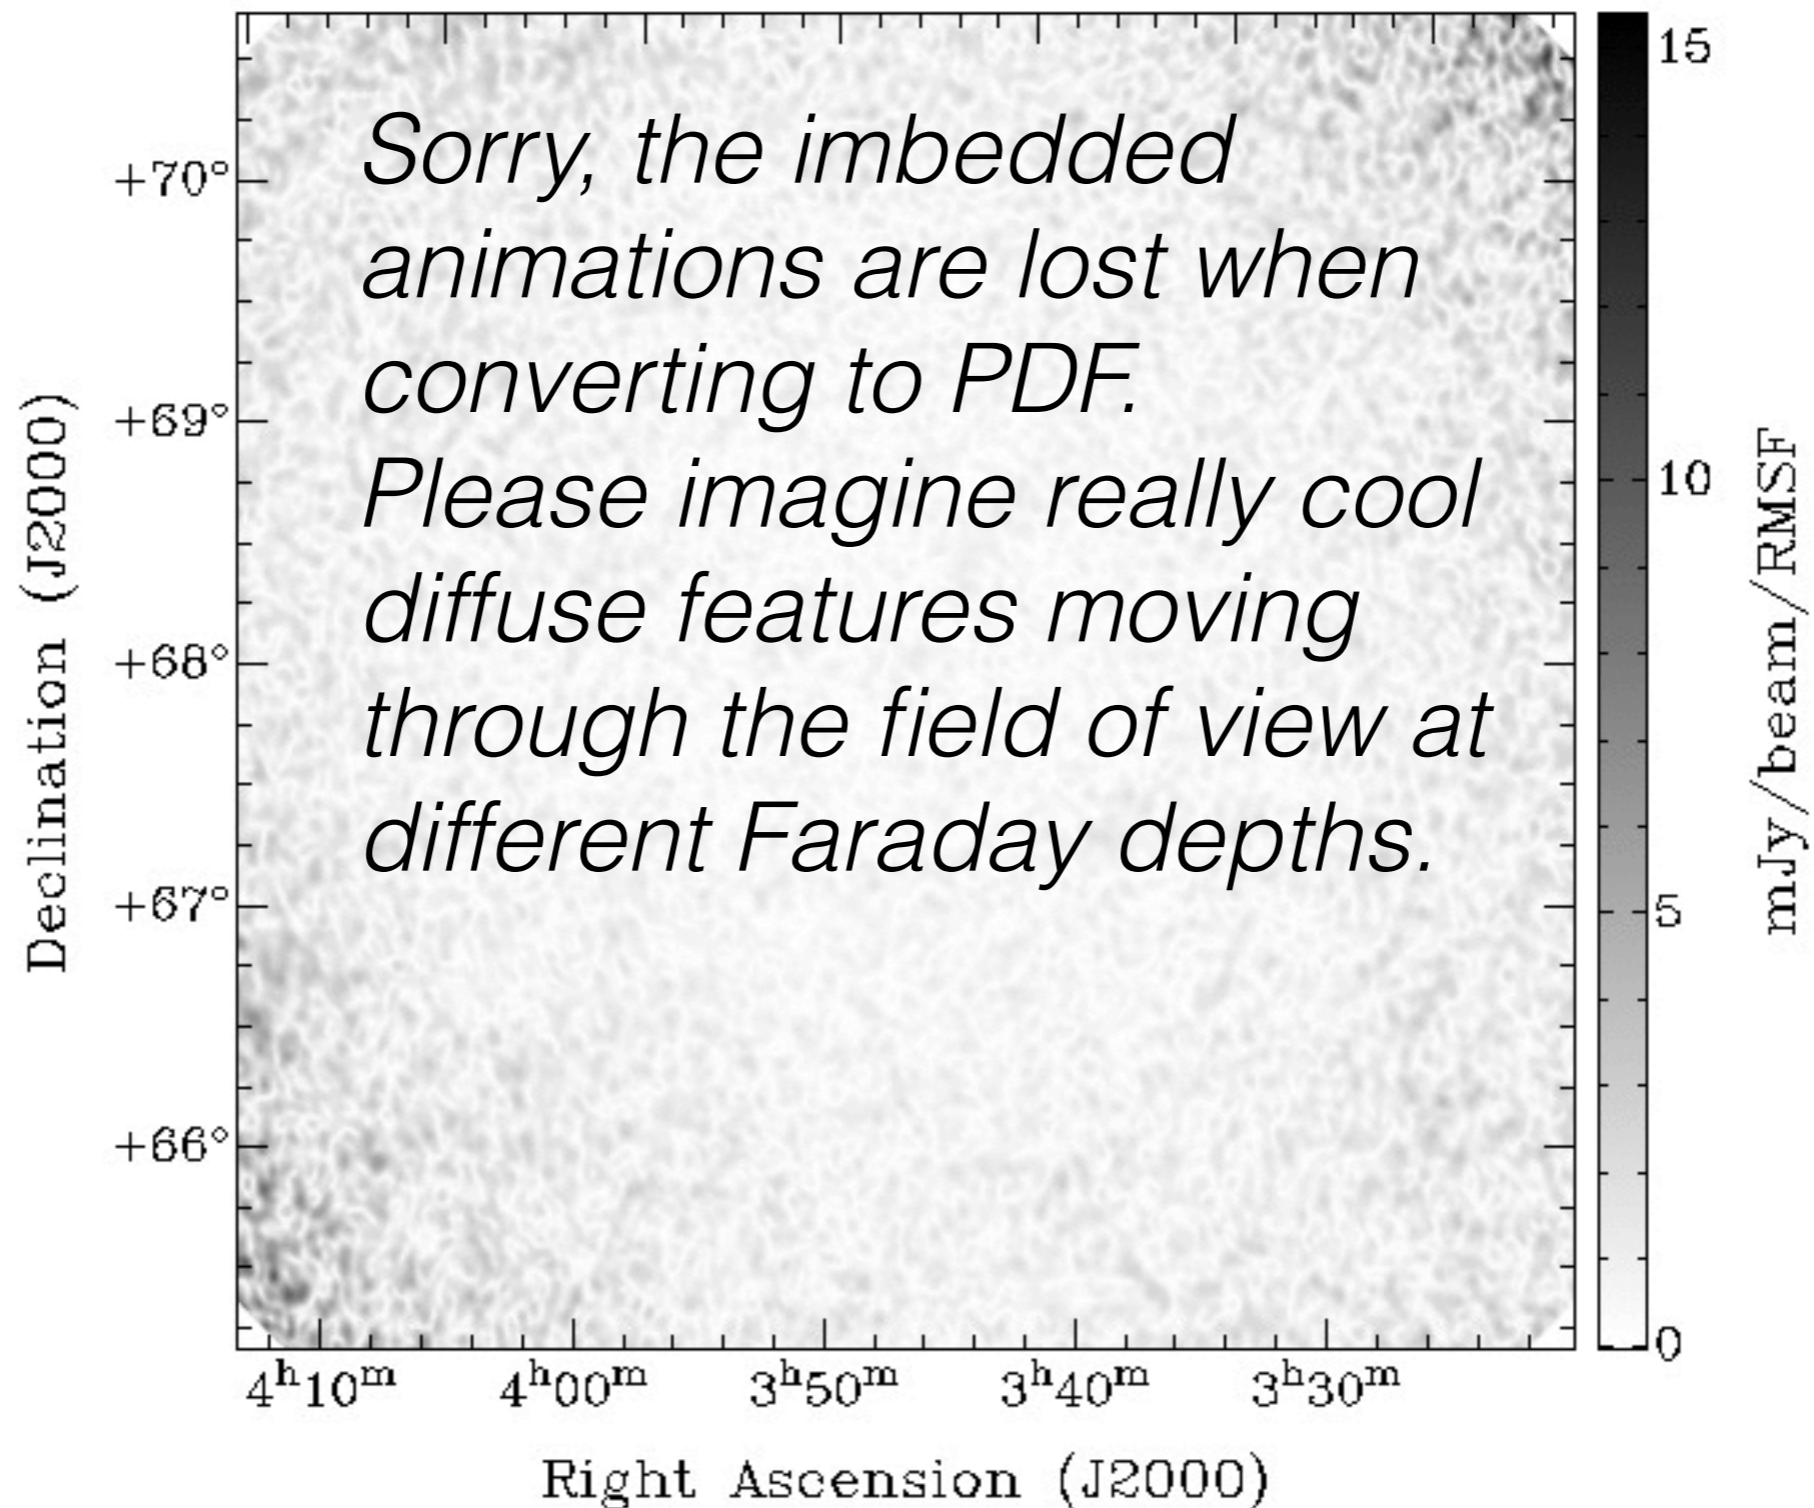 Sorry, the imbedded
animations are lost when
converting to PDF.
Please imagine really cool
diffuse features moving
through the field of view at
different Faraday depths.
+70°
+69°
+68°
+67°
+66°
Declination (J2000)
4ʰ10ᵐ 4ʰ00ᵐ 3ʰ50ᵐ 3ʰ40ᵐ 3ʰ30ᵐ
Right Ascension (J2000)
15
10
5
0
mJy/beam/RMSF